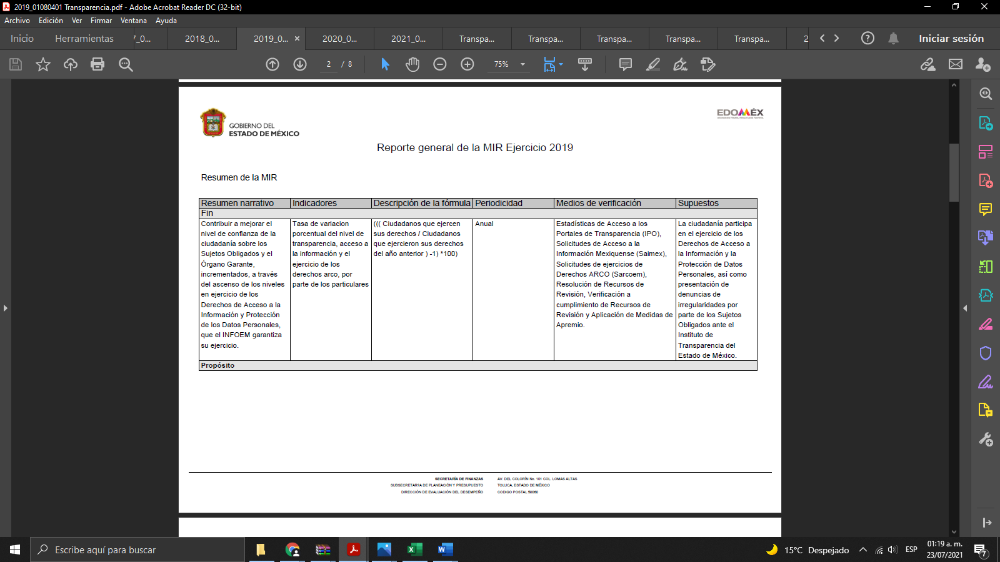 2019_01080401 Transparencia.pdf - Adobe Acrobat Reader DC (32-bit)
Archivo Edición Ver Firmar Ventana Ayuda
Inicio Herramientas 7_0... 2018_0... 2019_0... × 2020_0... 2021_0... Transpa... Transpa... Transpa... Transpa... Transpa... 2 Iniciar sesión
2 / 8 75%
GOBIERNO DEL
ESTADO DE MÉXICO
EDOMÉX
DECISIONES FIRMES, RESULTADOS FUERTES.
Reporte general de la MIR Ejercicio 2019
Resumen de la MIR
Resumen narrativo Indicadores Descripción de la fórmula Periodicidad Medios de verificación Supuestos
Fin
Contribuir a mejorar el
nivel de confianza de la
ciudadanía sobre los
Sujetos Obligados y el
Órgano Garante,
incrementados, a través
del ascenso de los niveles
en ejercicio de los
Derechos de Acceso a la
Información y Protección
de los Datos Personales,
que el INFOEM garantiza
su ejercicio.
Tasa de variacion
porcentual del nivel de
transparencia, acceso a
la información y el
ejercicio de los
derechos arco, por
parte de los particulares
((( Ciudadanos que ejercen
sus derechos / Ciudadanos
que ejercieron sus derechos
del año anterior ) -1) *100)
Anual
Estadísticas de Acceso a los
Portales de Transparencia (IPO),
Solicitudes de Acceso a la
Información Mexiquense (Saimex),
Solicitudes de ejercicios de
Derechos ARCO (Sarcoem),
Resolución de Recursos de
Revisión, Verificación a
cumplimiento de Recursos de
Revisión y Aplicación de Medidas de
Apremio.
La ciudadanía participa
en el ejercicio de los
Derechos de Acceso a
la Información y la
Protección de Datos
Personales, así como
presentación de
denuncias de
irregularidades por
parte de los Sujetos
Obligados ante el
Instituto de
Transparencia del
Estado de México.
Propósito
SECRETARÍA DE FINANZAS
SUBSECRETARÍA DE PLANEACIÓN Y PRESUPUESTO
DIRECCIÓN DE EVALUACIÓN DEL DESEMPEÑO
AV. DEL COLORÍN No. 101 COL. LOMAS ALTAS
TOLUCA, ESTADO DE MÉXICO
CODIGO POSTAL 50060
Escribe aquí para buscar
15°C Despejado ESP
01:19 a. m.
23/07/2021
7